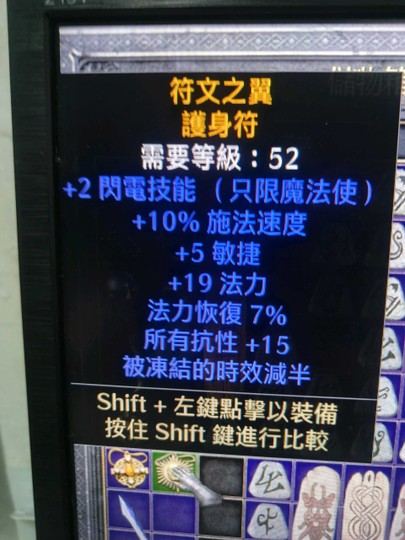 符文之翼
護身符
需要等級：52
+2 閃電技能 （只限魔法使）
+10% 施法速度
+5 敏捷
+19 法力
法力恢復 7%
所有抗性 +15
被凍結的時效減半
Shift + 左鍵點擊以裝備
按住 Shift 鍵進行比較